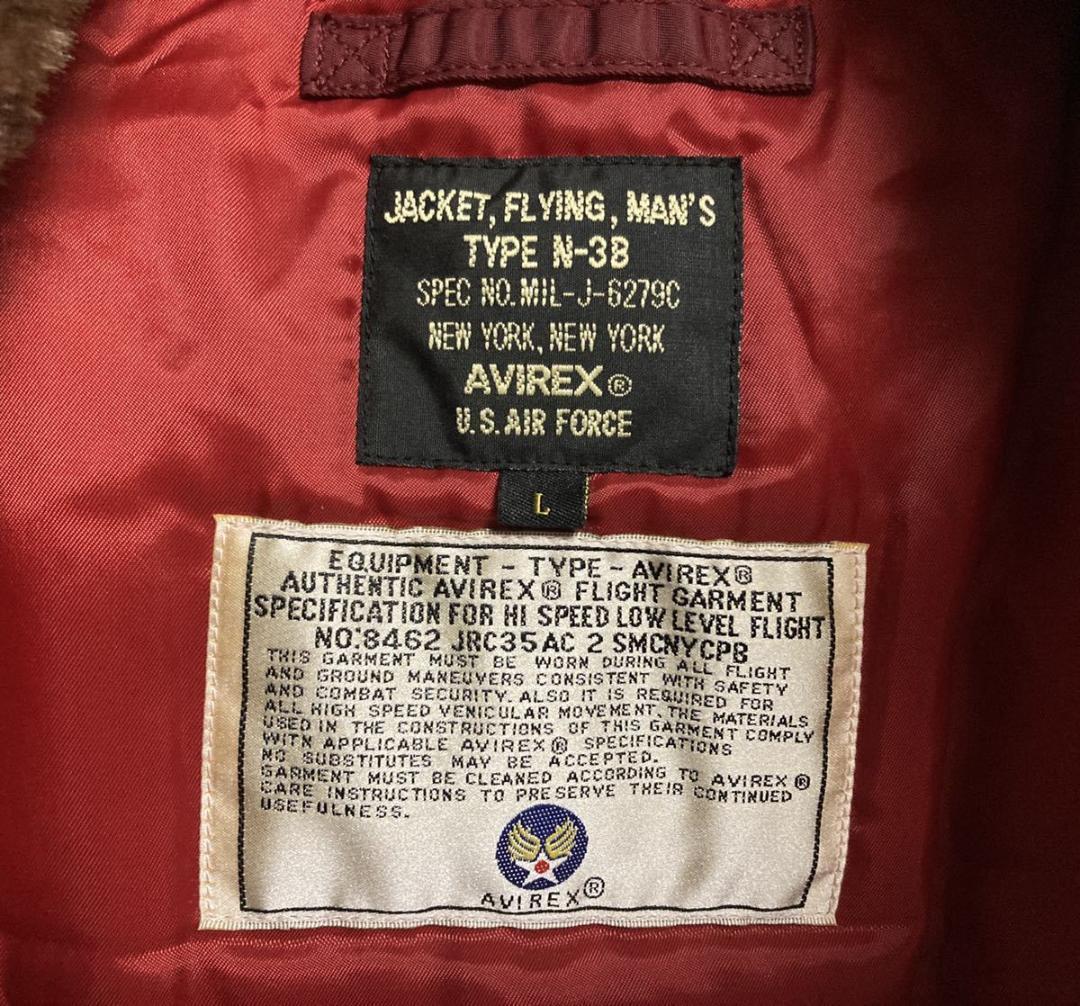 JACKET, FLYING, MAN'S
TYPE N-3B
SPEC NO. MIL-J-6279C
NEW YORK, NEW YORK
AVIREX®
U.S. AIR FORCE
L
EQUIPMENT - TYPE - AVIREX®
AUTHENTIC AVIREX® FLIGHT GARMENT
SPECIFICATION FOR HI SPEED LOW LEVEL FLIGHT
NO:8462 JRC35AC 2 SMCNYCPB
THIS GARMENT MUST BE WORN DURING ALL FLIGHT
AND GROUND MANEUVERS CONSISTENT WITH SAFETY
AND COMBAT SECURITY. ALSO IT IS REQUIRED FOR
ALL HIGH SPEED VENICULAR MOVEMENT. THE MATERIALS
USED IN THE CONSTRUCTIONS OF THIS GARMENT COMPLY
WITH APPLICABLE AVIREX® SPECIFICATIONS
NO SUBSTITUTES MAY BE ACCEPTED.
GARMENT MUST BE CLEANED ACCORDING TO AVIREX®
CARE INSTRUCTIONS TO PRESERVE THEIR CONTINUED
USEFULNESS.
AVIREX®